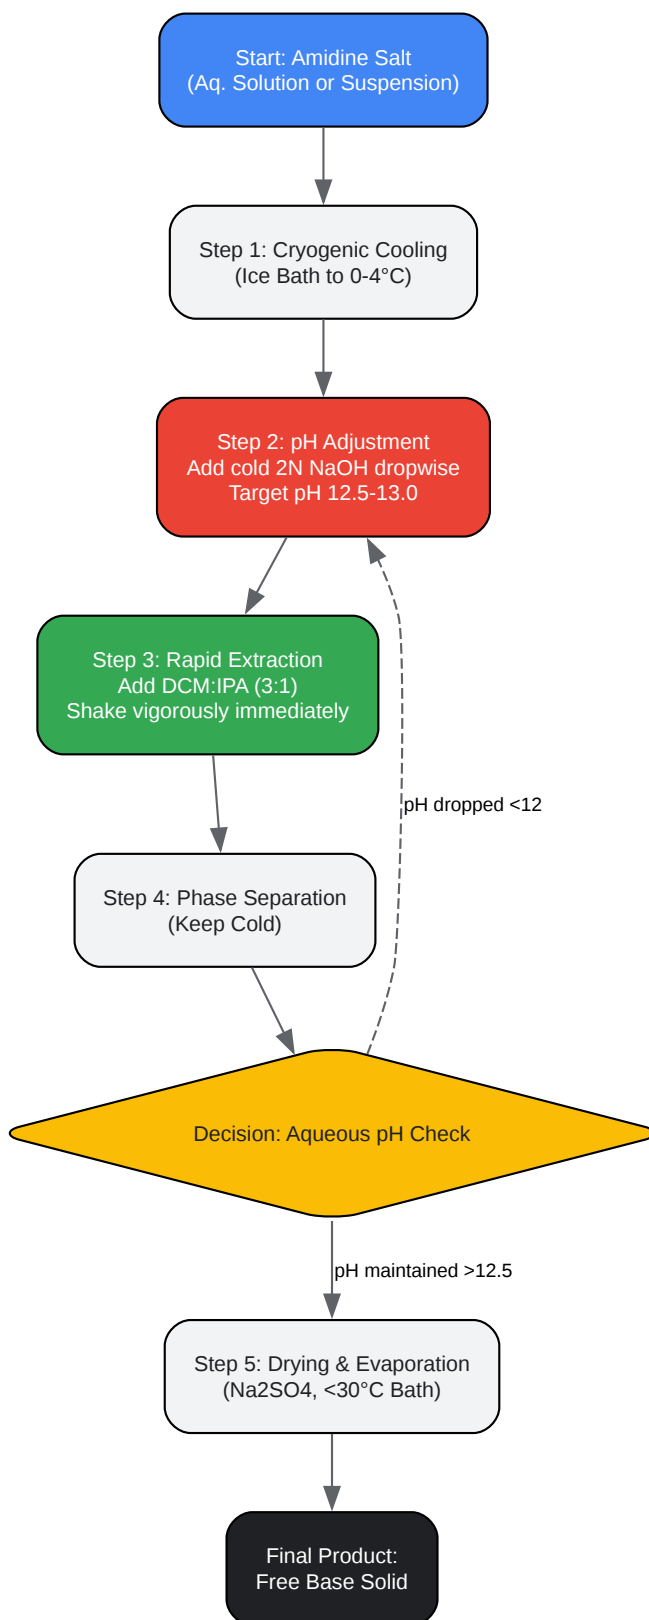 Start: Amidine Salt
(Aq. Solution or Suspension)
Step 1: Cryogenic Cooling
(Ice Bath to 0-4°C)
Step 2: pH Adjustment
Add cold 2N NaOH dropwise
Target pH 12.5-13.0
Step 3: Rapid Extraction
Add DCM:IPA (3:1)
Shake vigorously immediately
pH dropped <12
Step 4: Phase Separation
(Keep Cold)
Decision: Aqueous pH Check
pH maintained >12.5
Step 5: Drying & Evaporation
(Na2SO4, <30°C Bath)
Final Product:
Free Base Solid